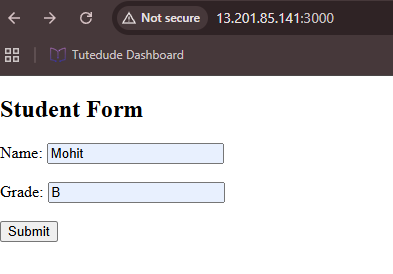 Not secure 13.201.85.141:3000
Tutedude Dashboard
Student Form
Name: Mohit
Grade: B
Submit